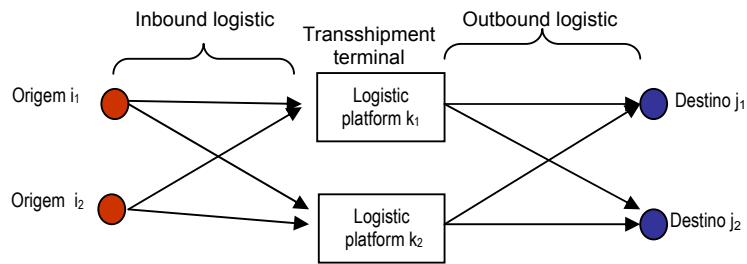 Inbound logistic
Transshipment
terminal
Outbound logistic
Origem i1
Logistic
platform k1
Destino j1
Origem i2
Logistic
platform k2
Destino j2